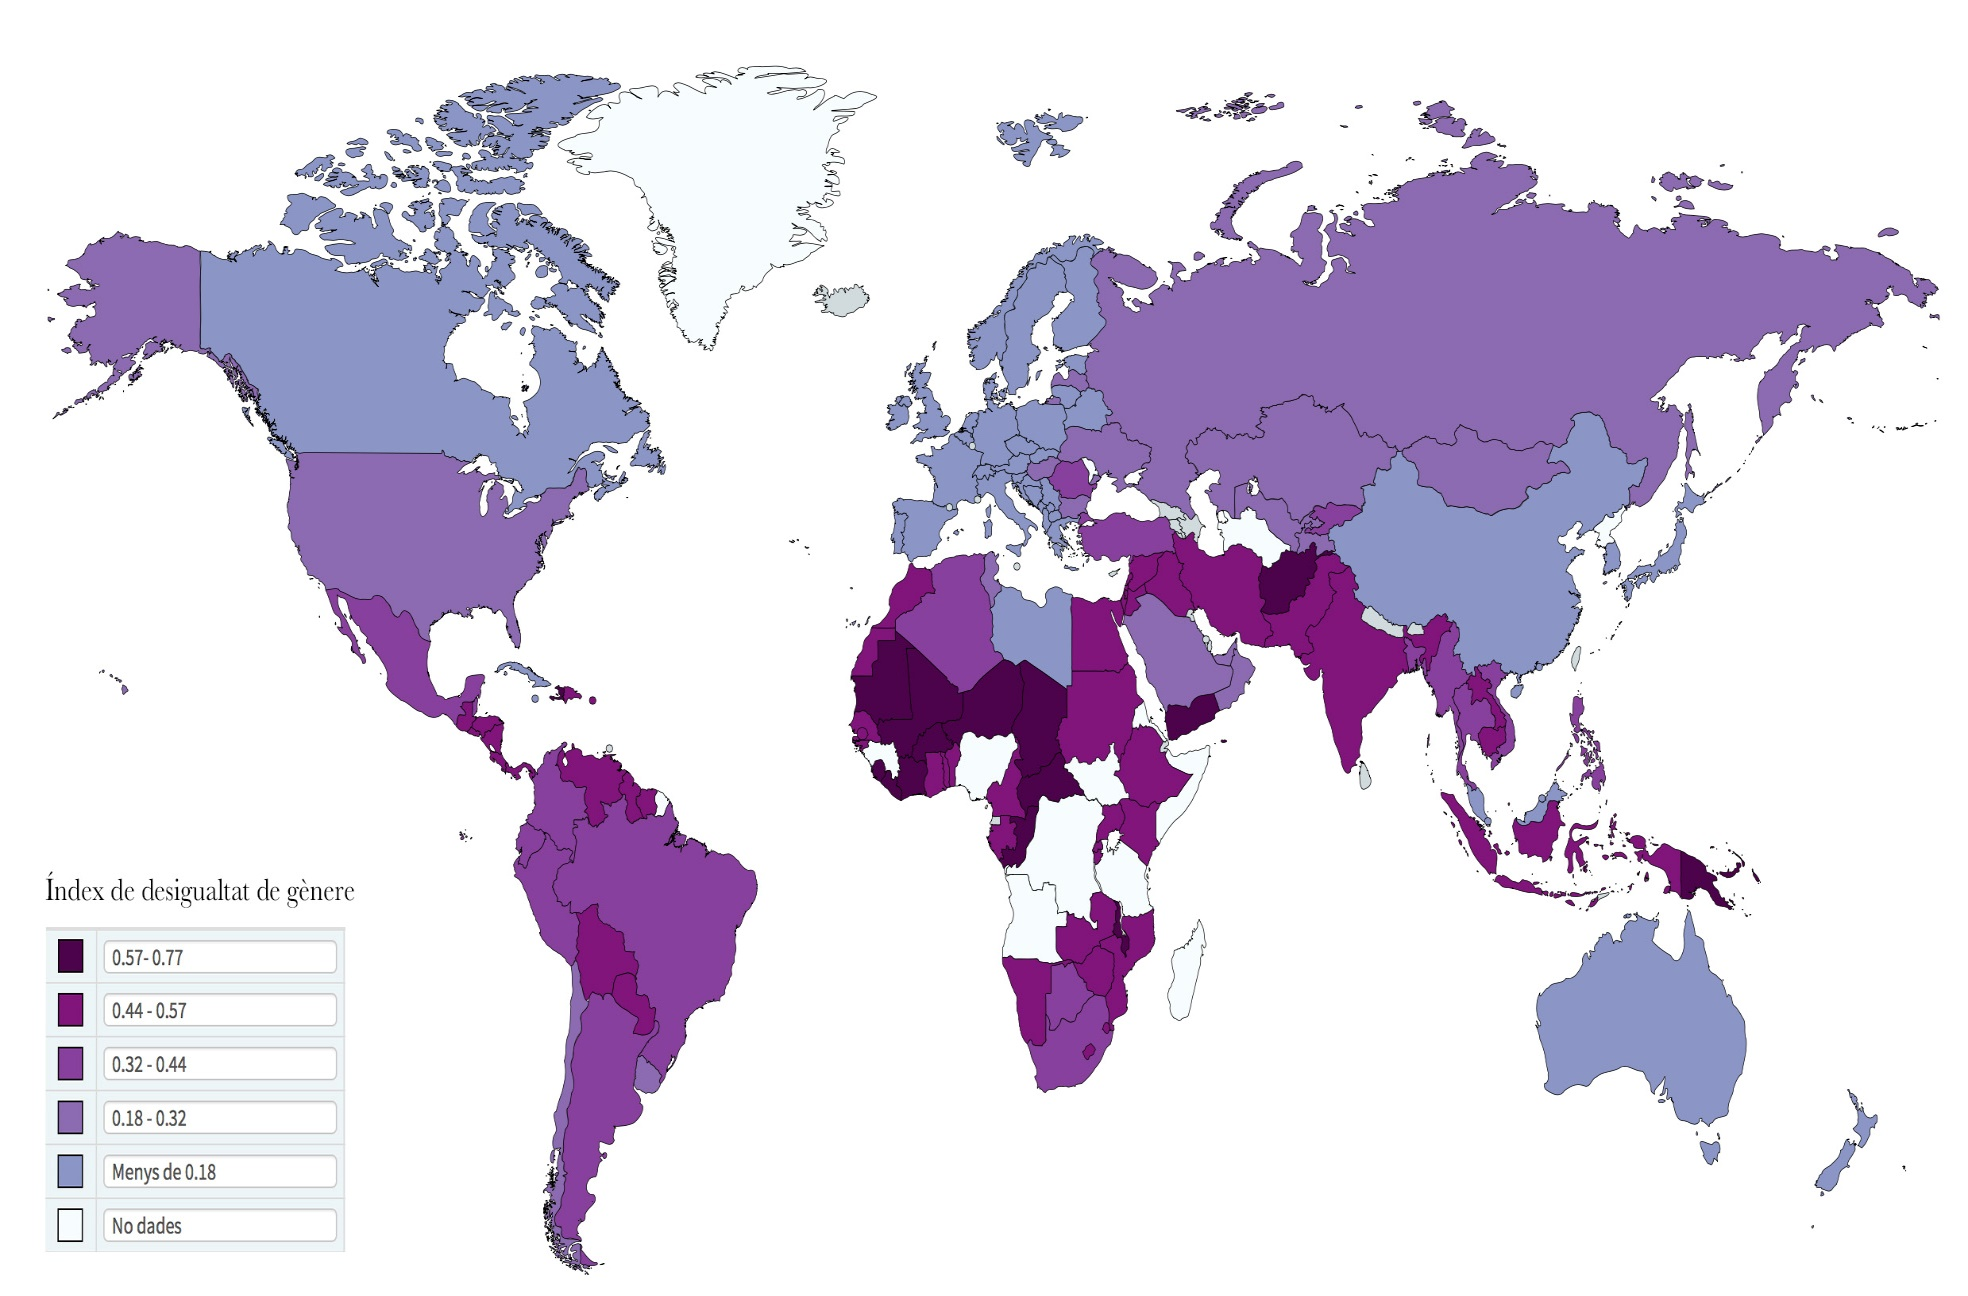 Índex de desigualtat de gènere
0.57- 0.77
0.44 - 0.57
0.32 - 0.44
0.18 - 0.32
Menys de 0.18
No dades